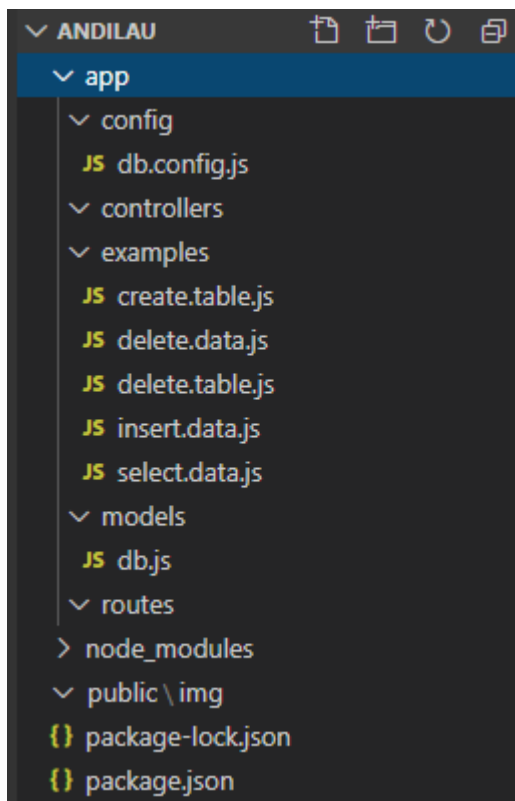 ANDILAU
app
config
JS db.config.js
controllers
examples
JS create.table.js
JS delete.data.js
JS delete.table.js
JS insert.data.js
JS select.data.js
models
JS db.js
routes
node_modules
public \ img
{} package-lock.json
{} package.json